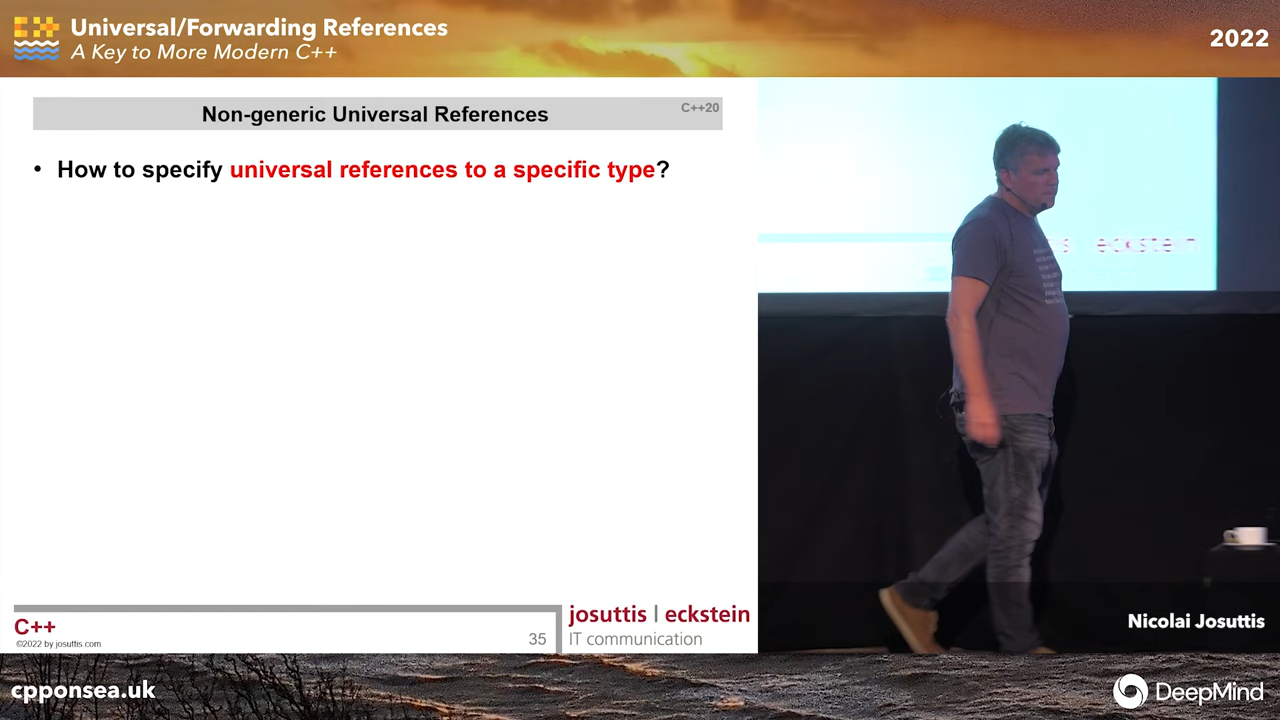 Universal/Forwarding References
A Key to More Modern C++
2022
Non-generic Universal References
C++20
• How to specify universal references to a specific type?
eckstein
C++
©2022 by josuttis.com
35
josuttis | eckstein
IT communication
Nicolai Josuttis
cpponsea.uk
DeepMind